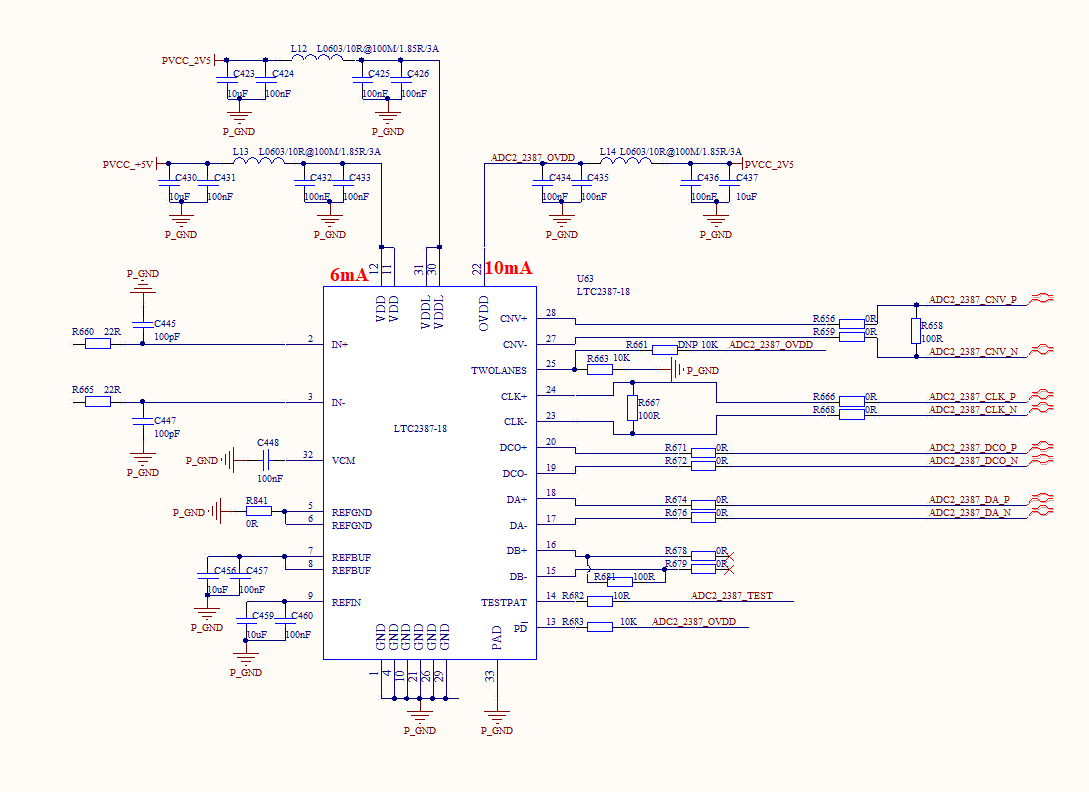 L12 L0603/10R@100M/1.85R/3A
PVCC_2V5
C423 C424 C425 C426
10uF 100nF 100nF 100nF
P_GND P_GND
L13 L0603/10R@100M/1.85R/3A
PVCC_+5V
C430 C431 C432 C433
10uF 100nF 100nF 100nF
P_GND P_GND
ADC2_2387_OVDD L14 L0603/10R@100M/1.85R/3A
PVCC_2V5
C434 C435 C436 C437
100nF 100nF 100nF 10uF
P_GND P_GND
6mA 12 11 31 30 22 10mA
U63
LTC2387-18
VDD VDD VDDL VDDL OVDD
P_GND
C445
100pF
R660 22R
2 IN+
R665 22R
3 IN-
C447
100pF
P_GND
LTC2387-18
C448
P_GND 32 VCM
100nF
R841
P_GND 5 REFGND
0R 6 REFGND
7 REFBUF
8 REFBUF
C456 C457
10uF 100nF
P_GND
9 REFIN
C459 C460
10uF 100nF
P_GND
CNV+ 28 R656 0R ADC2_2387_CNV_P
CNV- 27 R659 0R R658
100R
R661 DNP 10K ADC2_2387_OVDD
ADC2_2387_CNV_N
TWOLANES 25 R663 10K P_GND
CLK+ 24 R666 0R ADC2_2387_CLK_P
R667
100R
CLK- 23 R668 0R ADC2_2387_CLK_N
DCO+ 20 R671 0R ADC2_2387_DCO_P
DCO- 19 R672 0R ADC2_2387_DCO_N
DA+ 18 R674 0R ADC2_2387_DA_P
DA- 17 R676 0R ADC2_2387_DA_N
DB+ 16 R678 0R
DB- 15 R679 0R
R681 100R
TESTPAT 14 R682 10R ADC2_2387_TEST
PD 13 R683 10K ADC2_2387_OVDD
GND GND GND GND GND GND PAD
1 4 10 21 26 29 33
P_GND P_GND